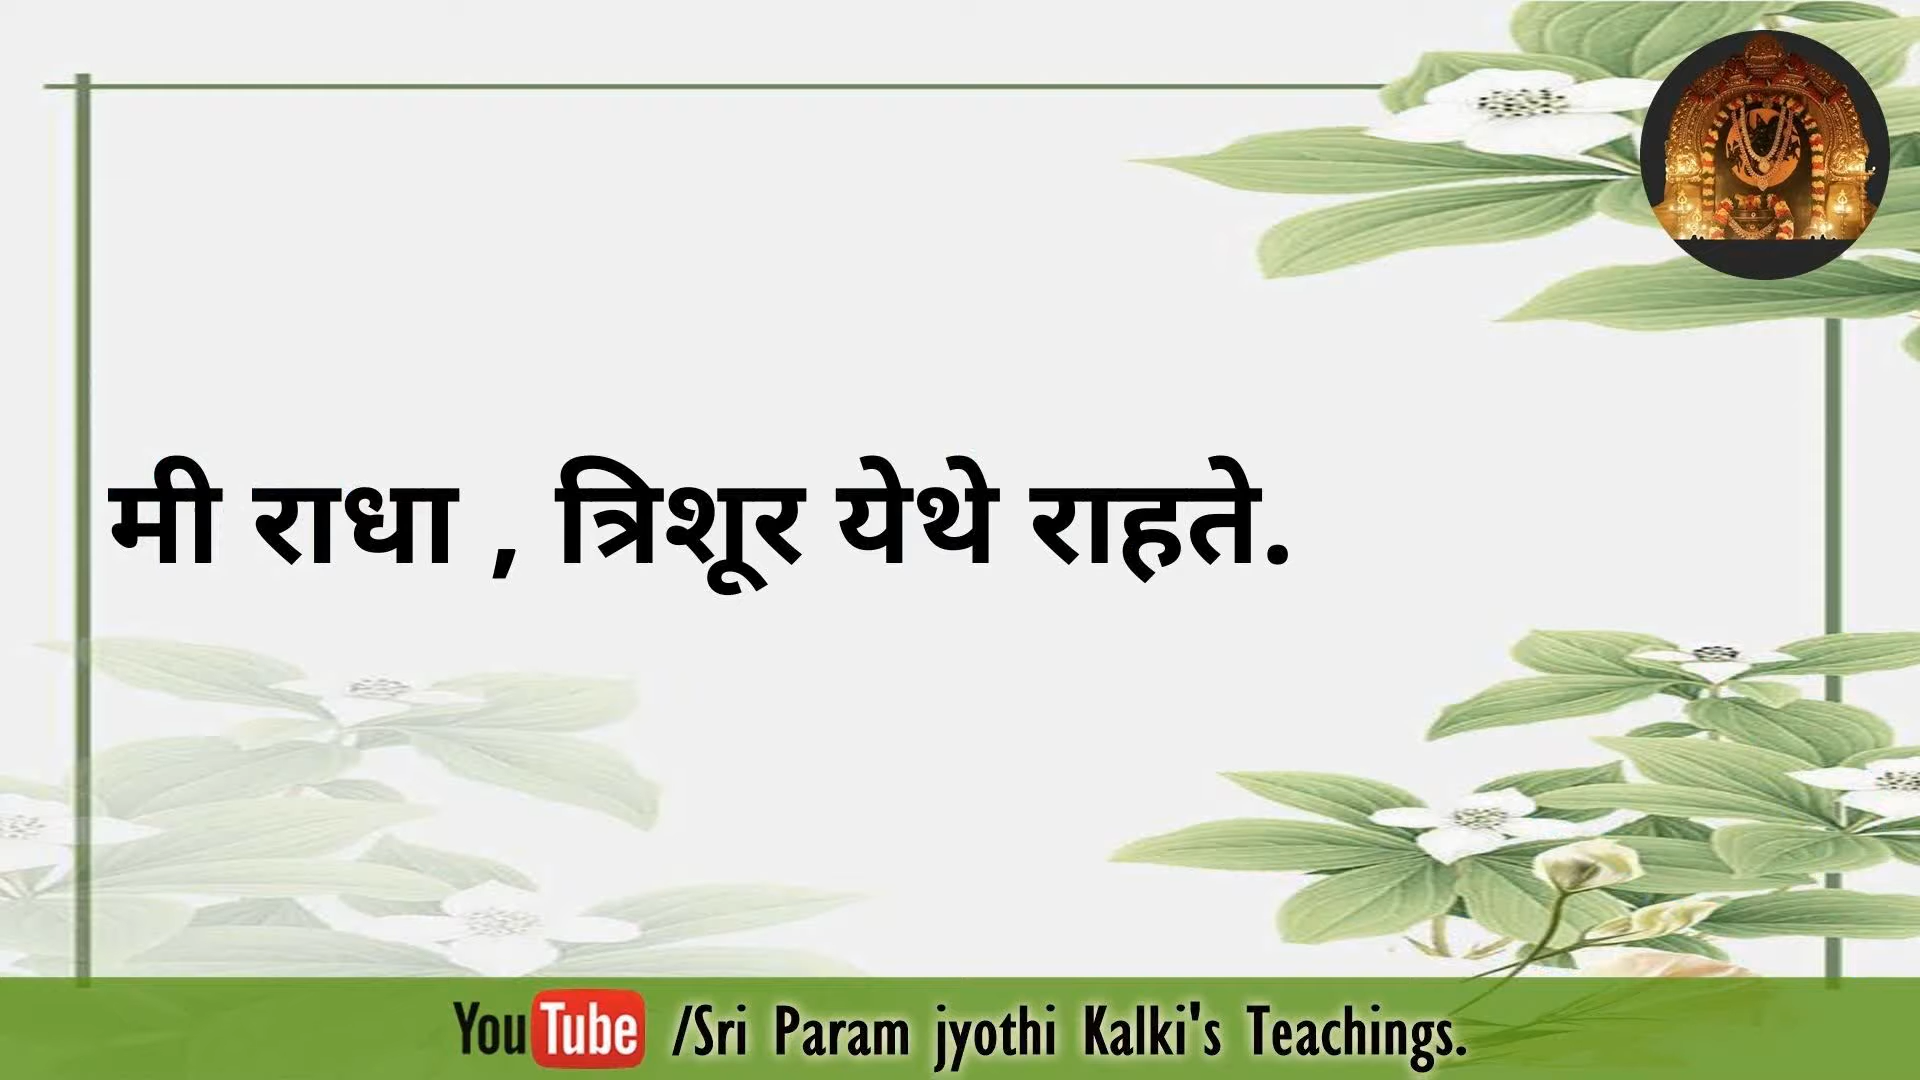 मी राधा , त्रिशूर येथे राहते.
YouTube /Sri Param jyothi Kalki's Teachings.